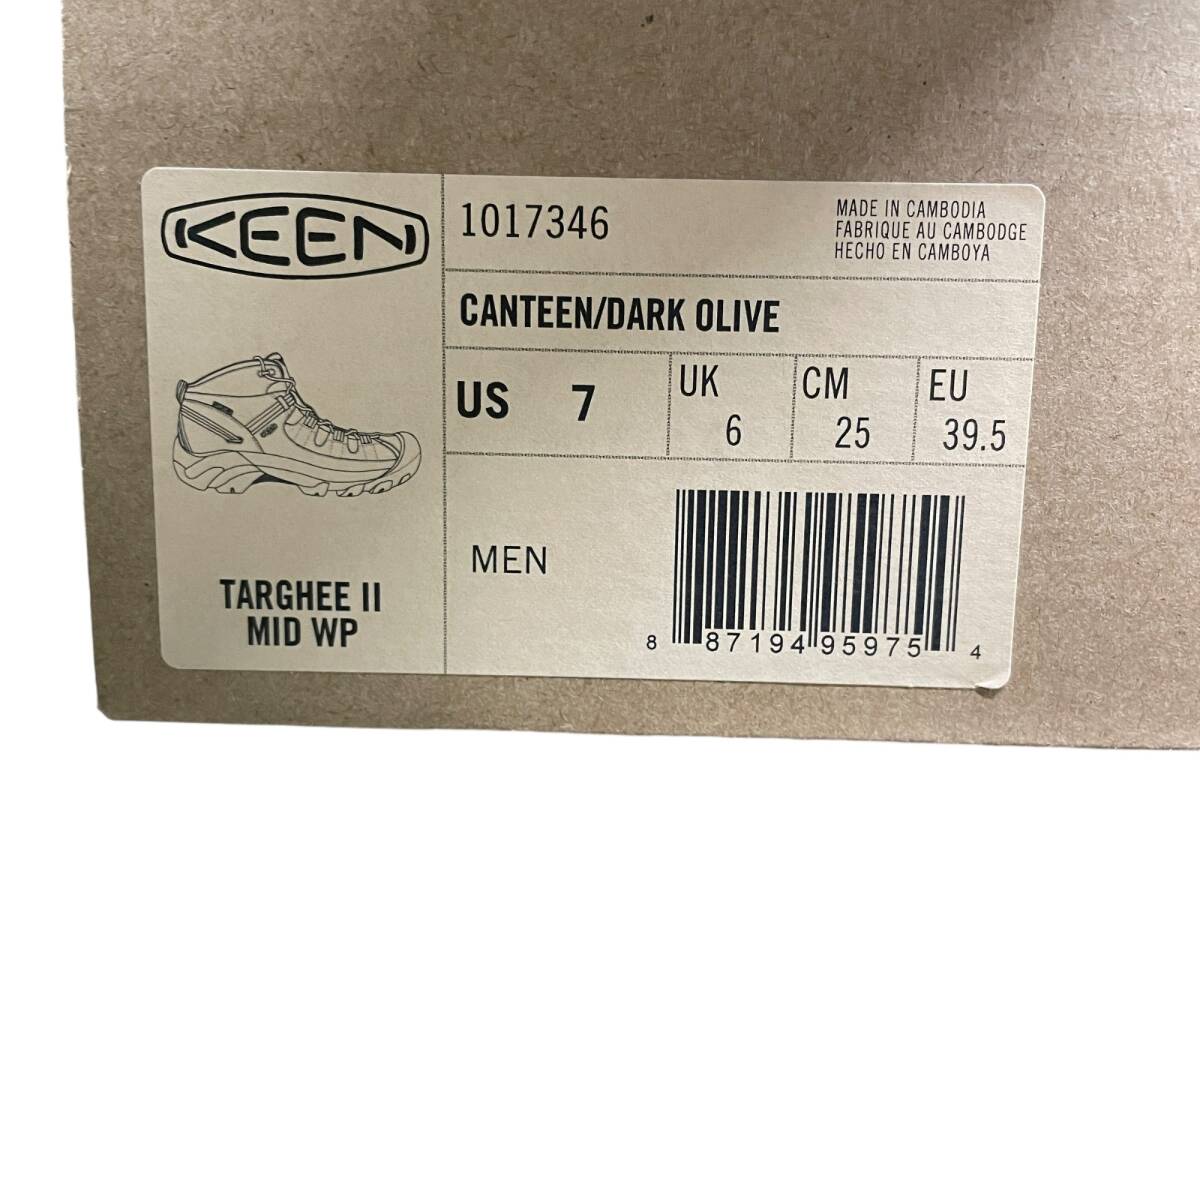 KEEN
1017346
MADE IN CAMBODIA
FABRIQUE AU CAMBODGE
HECHO EN CAMBOYA
CANTEEN/DARK OLIVE
US 7
UK 6
CM 25
EU 39.5
MEN
TARGHEE II
MID WP
8 87194 95975 4